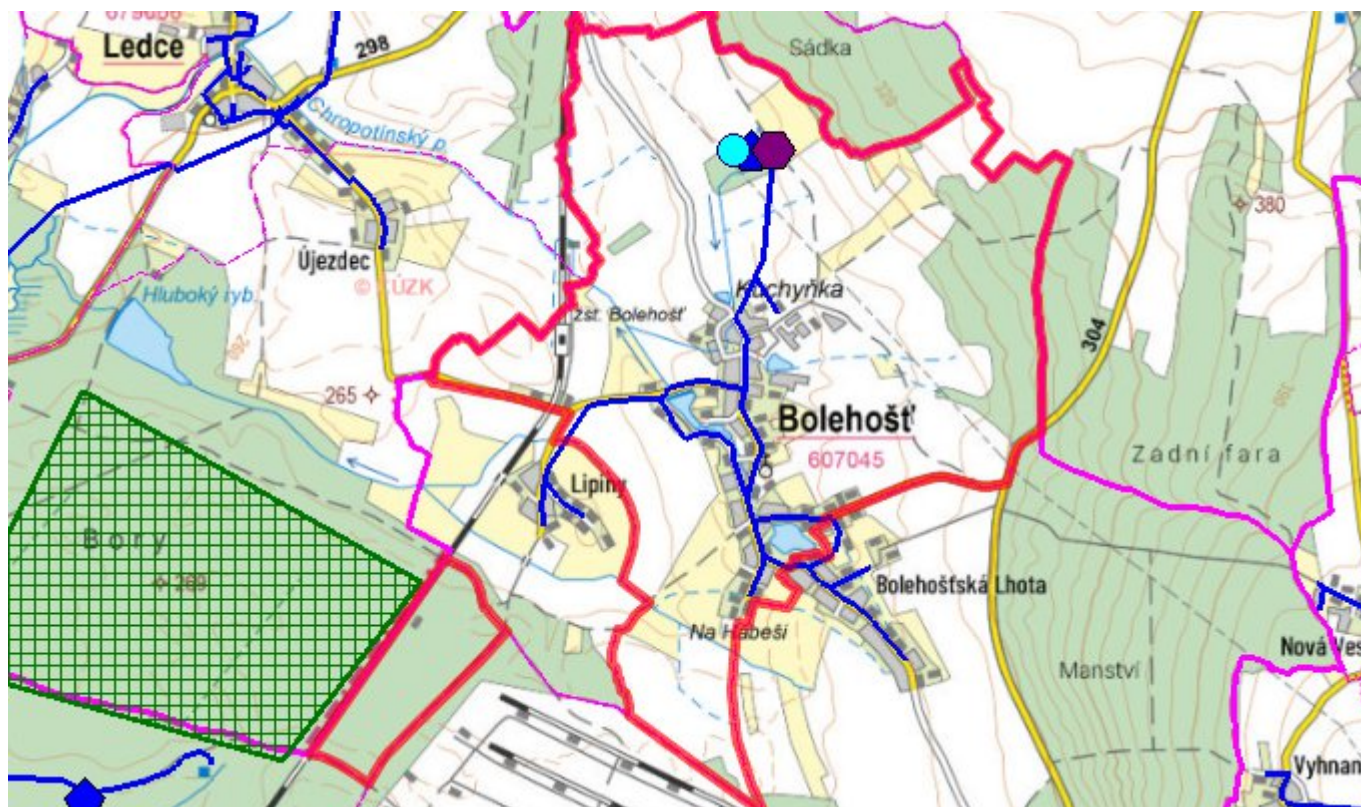 Ledce
298
Sádka
Chropotínský p.
380
Újezdec
© ČÚZK
Hluboký ryb.
Kuchyňka
zst. Bolehošť
304
265
Bolehošť
607045
Zadní fara
Lipiny
Bory
269
Bolehošťská Lhota
Na Habeši
Nová Ves
Manství
Vyhnan